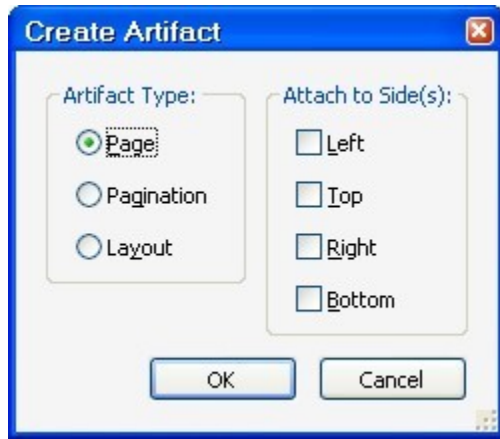 Create Artifact
Artifact Type:
Page
Pagination
Layout
Attach to Side(s):
Left
Top
Right
Bottom
OK
Cancel